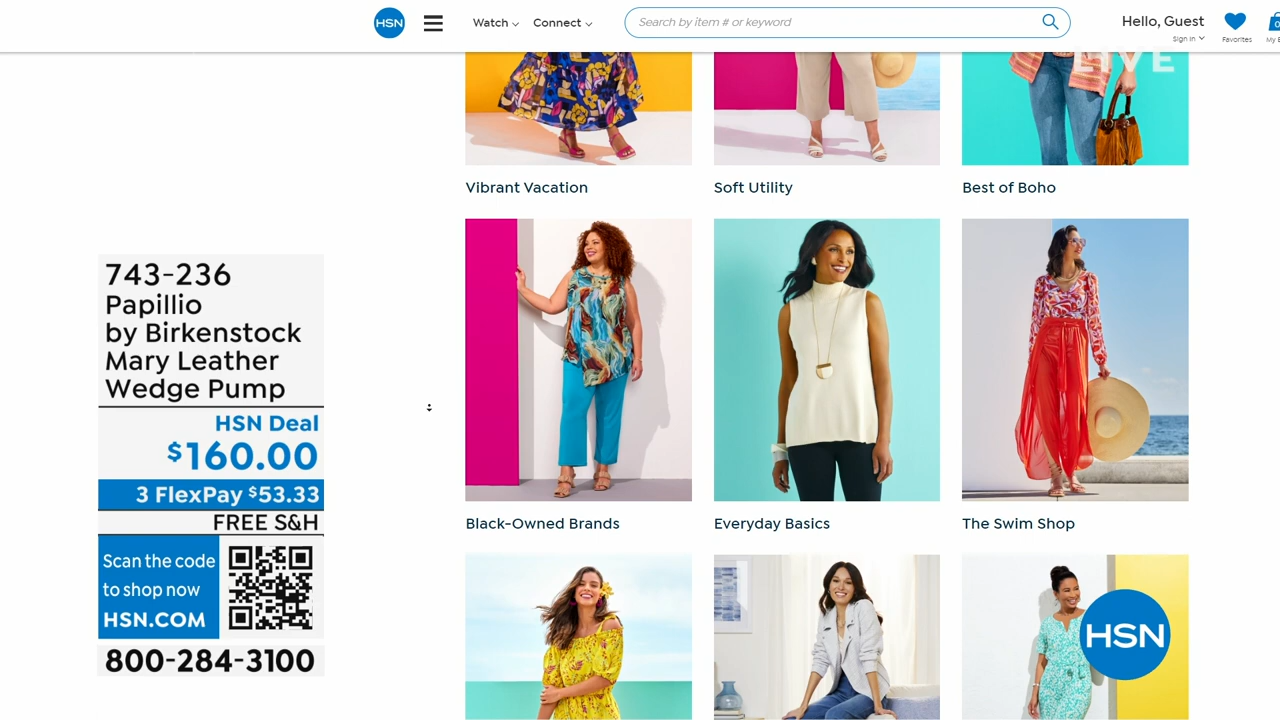 HSN
Watch
Connect
Search by item # or keyword
Hello, Guest
Sign In
Favorites
0
LIVE
Vibrant Vacation
Soft Utility
Best of Boho
743-236
Papillio
by Birkenstock
Mary Leather
Wedge Pump
HSN Deal
$160.00
3 FlexPay $53.33
FREE S&H
Scan the code
to shop now
HSN.COM
800-284-3100
Black-Owned Brands
Everyday Basics
The Swim Shop
HSN